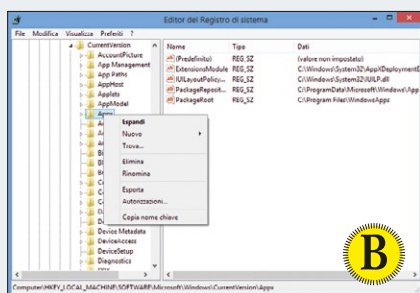 Editor del Registro di sistema
File Modifica Visualizza Preferiti ?
CurrentVersion
AccountPicture
App Management
App Paths
AppHost
Applets
AppModel
Appx
Device Metadata
DeviceAccess
DeviceSetup
Diagnostics
Espandi
Nuovo
Trova...
Elimina
Rinomina
Esporta
Autorizzazioni...
Copia nome chiave
Nome Tipo Dati
(Predefinito) REG_SZ (valore non impostato)
ExtensionsModule REG_SZ C:\Windows\System32\AppXDeploymentE
IUILayoutPolicy... REG_SZ C:\Windows\System32\IUILP.dll
PackageReposit... REG_SZ C:\ProgramData\Microsoft\Windows\App
PackageRoot REG_SZ C:\Program Files\WindowsApps
Computer\HKEY_LOCAL_MACHINE\SOFTWARE\Microsoft\Windows\CurrentVersion\Appx
B